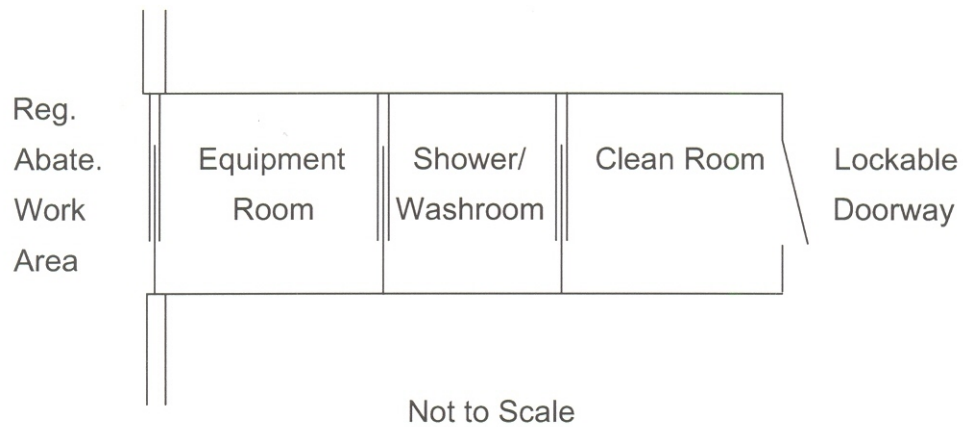 Reg.
Abate.
Work
Area
Equipment
Room
Shower/
Washroom
Clean Room
Lockable
Doorway
Not to Scale